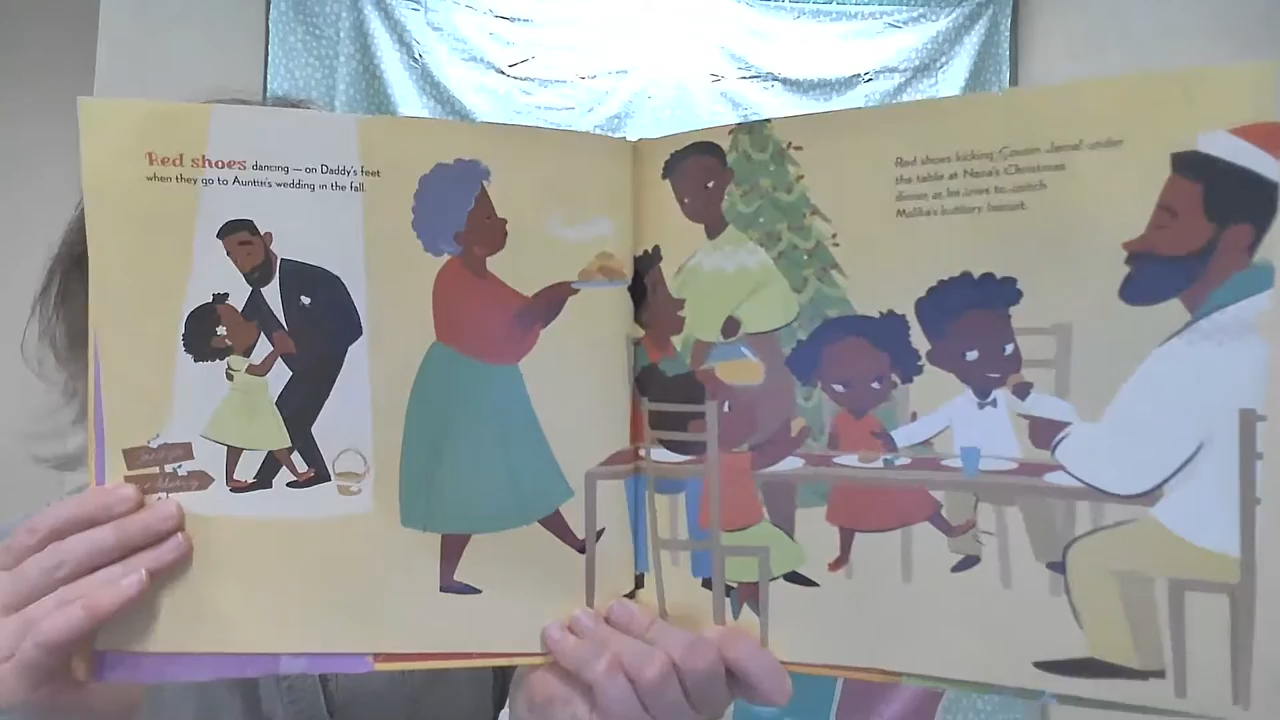 Red shoes dancing — on Daddy's feet
when they go to Auntie's wedding in the fall.
Red shoes kicking Cousin Jamal under
the table at Nana's Christmas
dinner as he tries to snitch
Malika's buttery biscuit.